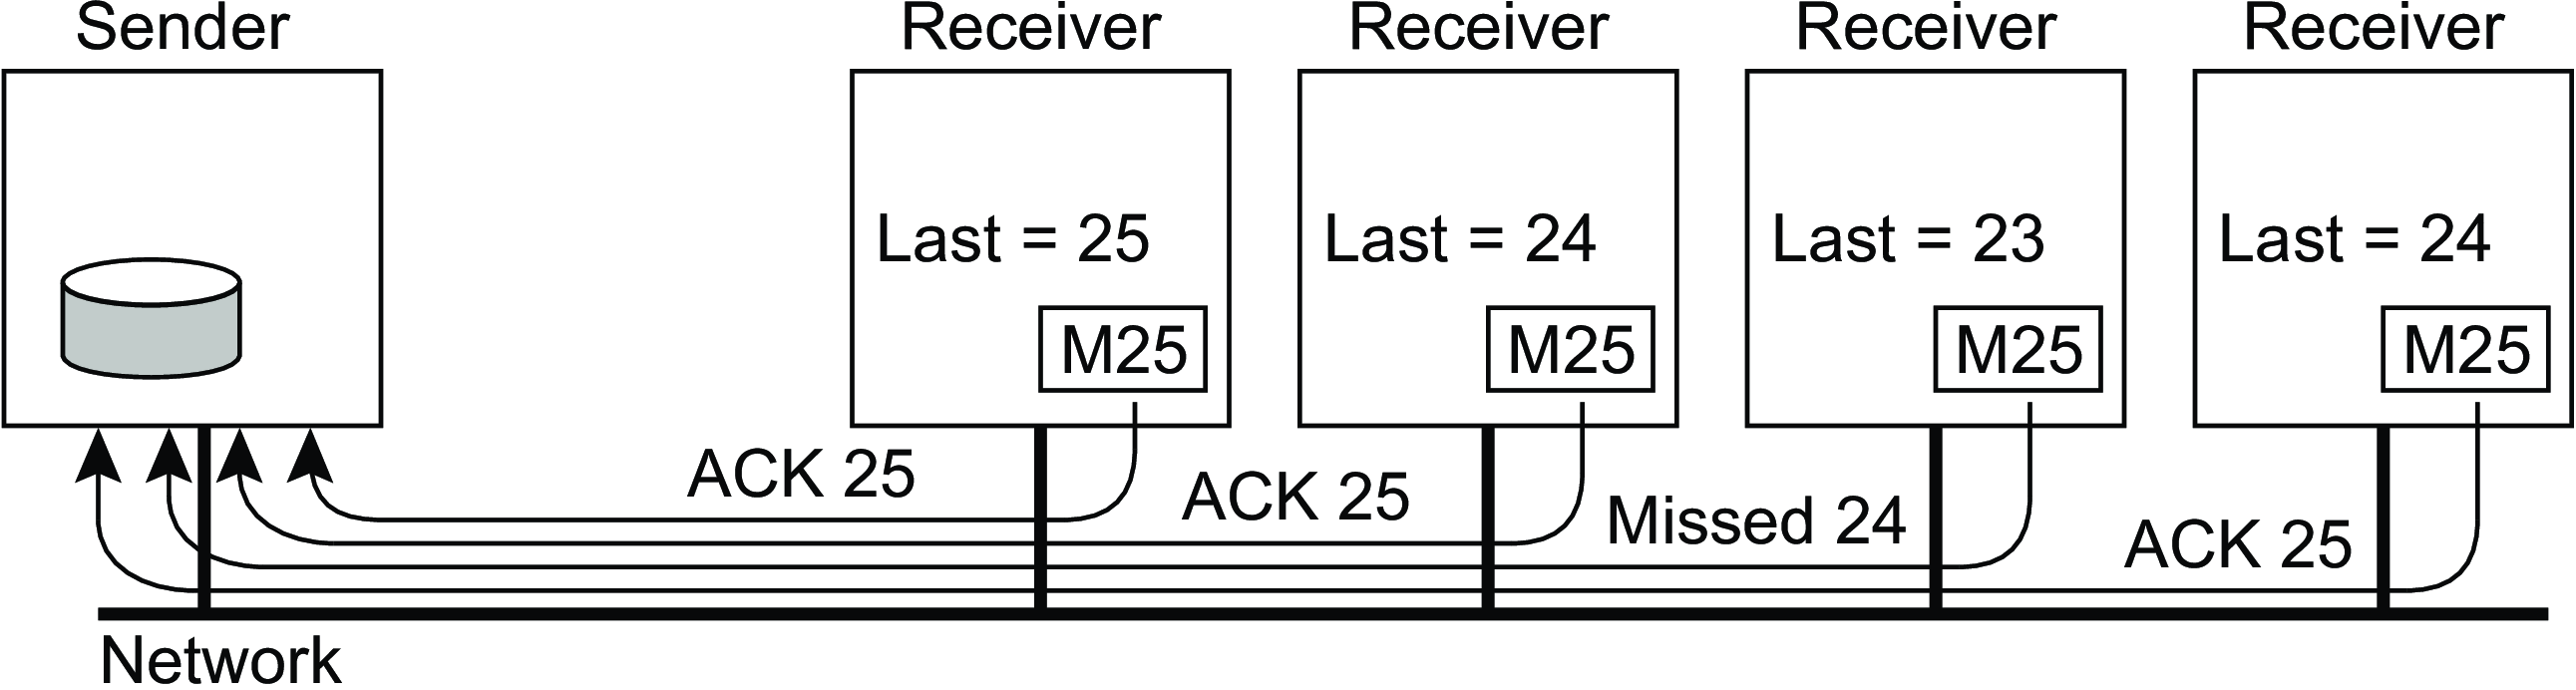 Sender
Receiver
Receiver
Receiver
Receiver
Last = 25
Last = 24
Last = 23
Last = 24
M25
M25
M25
M25
ACK 25
ACK 25
Missed 24
ACK 25
Network